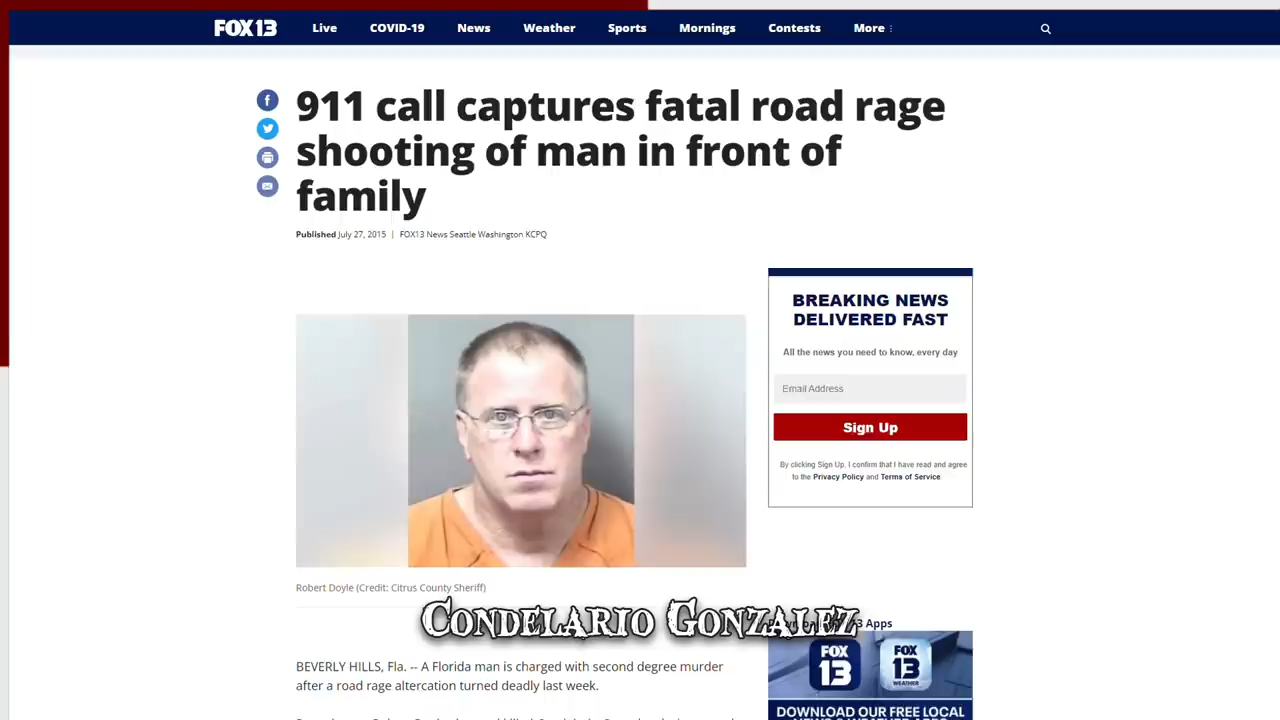 FOX 13 Live COVID-19 News Weather Sports Mornings Contests More
911 call captures fatal road rage
shooting of man in front of
family
Published July 27, 2015 | FOX13 News Seattle Washington KCPQ
BREAKING NEWS
DELIVERED FAST
All the news you need to know, every day
Email Address
Sign Up
By clicking Sign Up, I confirm that I have read and agree
to the Privacy Policy and Terms of Service
Robert Doyle (Credit: Citrus County Sheriff)
Condelario Gonzalez
Apps
BEVERLY HILLS, Fla. -- A Florida man is charged with second degree murder
after a road rage altercation turned deadly last week.
FOX 13
FOX 13 WEATHER
DOWNLOAD OUR FREE LOCAL